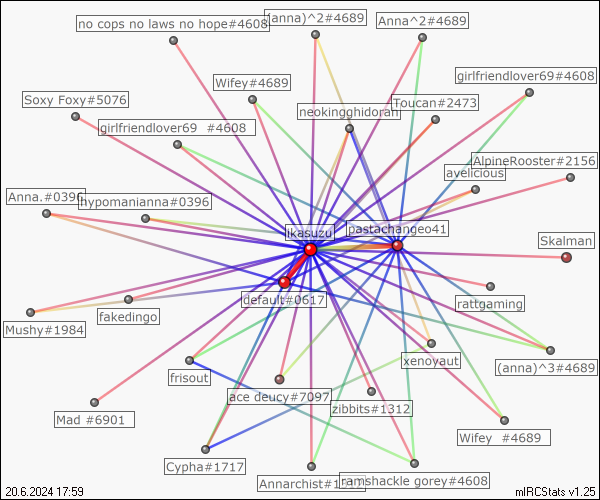 no cops no laws no hope#4608
(anna)^2#4689
Anna^2#4689
Wifey#4689
girlfriendlover69#4608
Soxy Foxy#5076
neokingghidorah
Toucan#2473
girlfriendlover69 #4608
AlpineRooster#2156
avelicious
Anna.#0396
hypomanianna#0396
ikasuzu
pastachangeo41
Skalman
default#0617
rattgaming
fakedingo
Mushy#1984
xenoyaut
(anna)^3#4689
frisout
ace deucy#7097
zibbits#1312
Mad #6901
Wifey #4689
Cypha#1717
Annarchist#1
ramshackle gorey#4608
20.6.2024 17:59
mIRCStats v1.25